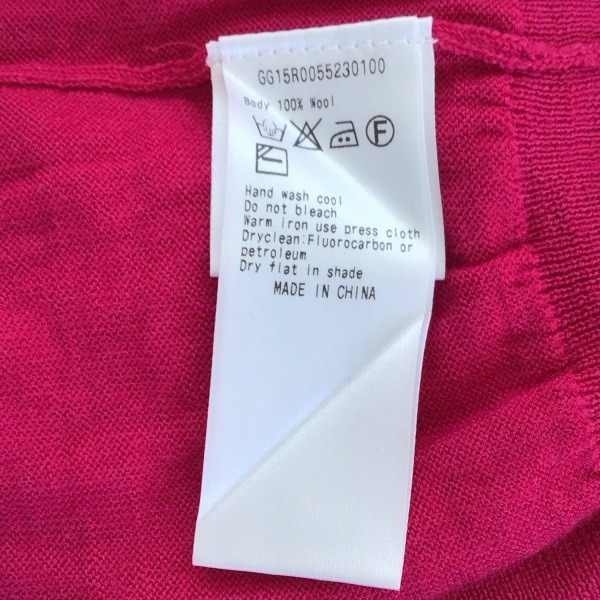 GG15R0055230100
Body 100% Wool
F
Hand wash cool
Do not bleach
Warm iron use press cloth
Dryclean:Fluorocarbon or
petroleum
Dry flat in shade
MADE IN CHINA